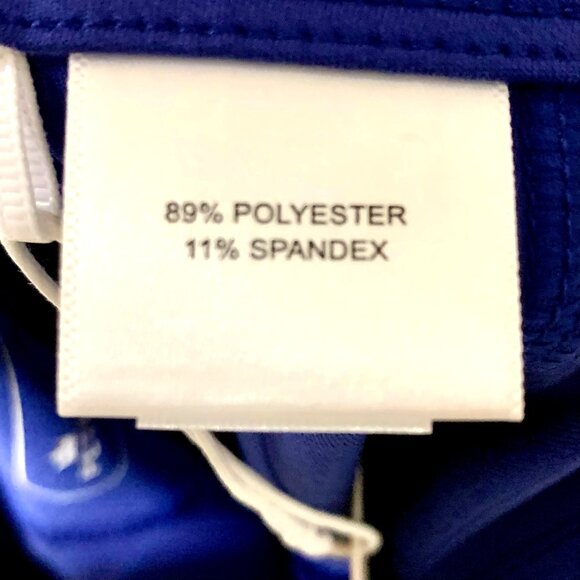 89% POLYESTER
11% SPANDEX